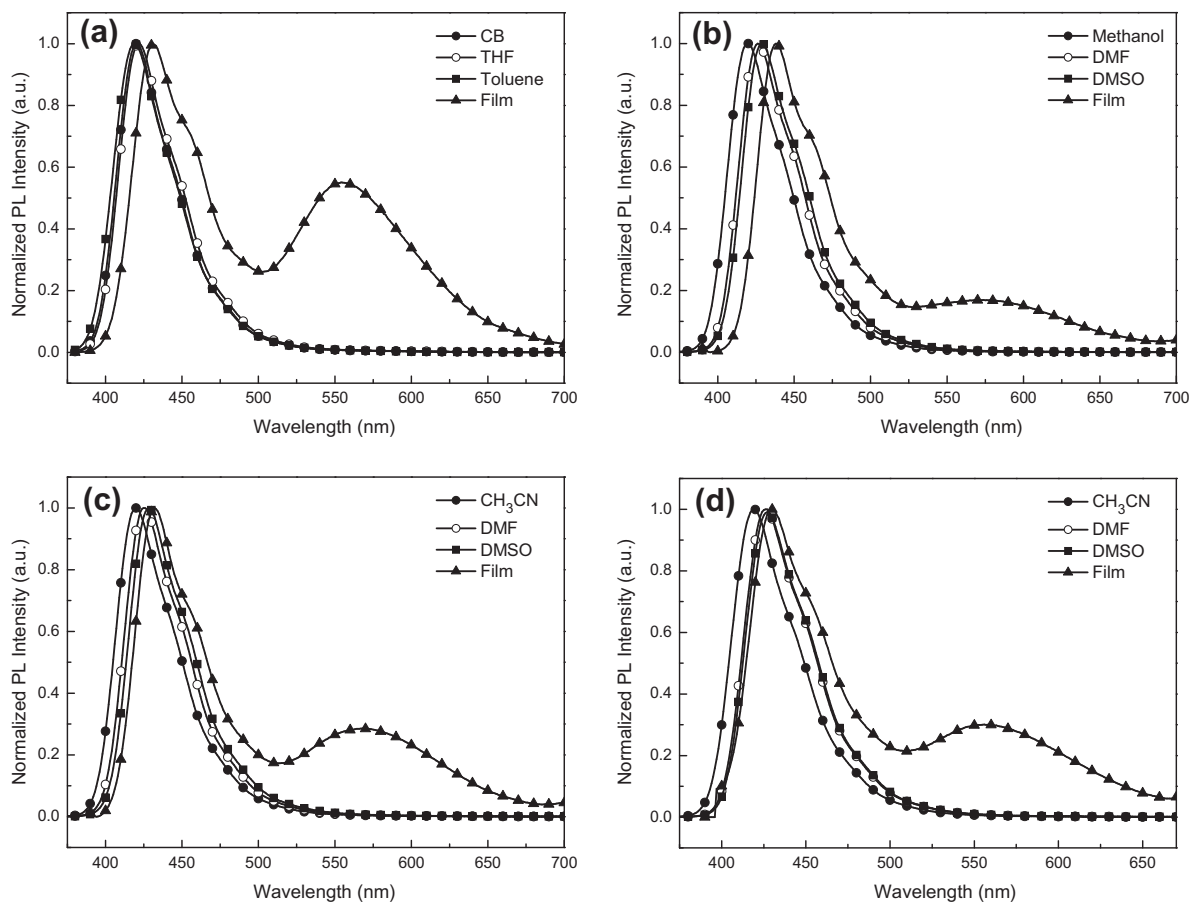 (a)
CB
THF
Toluene
Film
Normalized PL Intensity (a.u.)
1.0
0.8
0.6
0.4
0.2
0.0
400 450 500 550 600 650 700
Wavelength (nm)
(b)
Methanol
DMF
DMSO
Film
Normalized PL Intensity (a.u.)
1.0
0.8
0.6
0.4
0.2
0.0
400 450 500 550 600 650 700
Wavelength (nm)
(c)
CH₃CN
DMF
DMSO
Film
Normalized PL Intensity (a.u.)
1.0
0.8
0.6
0.4
0.2
0.0
400 450 500 550 600 650 700
Wavelength (nm)
(d)
CH₃CN
DMF
DMSO
Film
Normalized PL Intensity (a.u.)
1.0
0.8
0.6
0.4
0.2
0.0
400 450 500 550 600 650
Wavelength (nm)